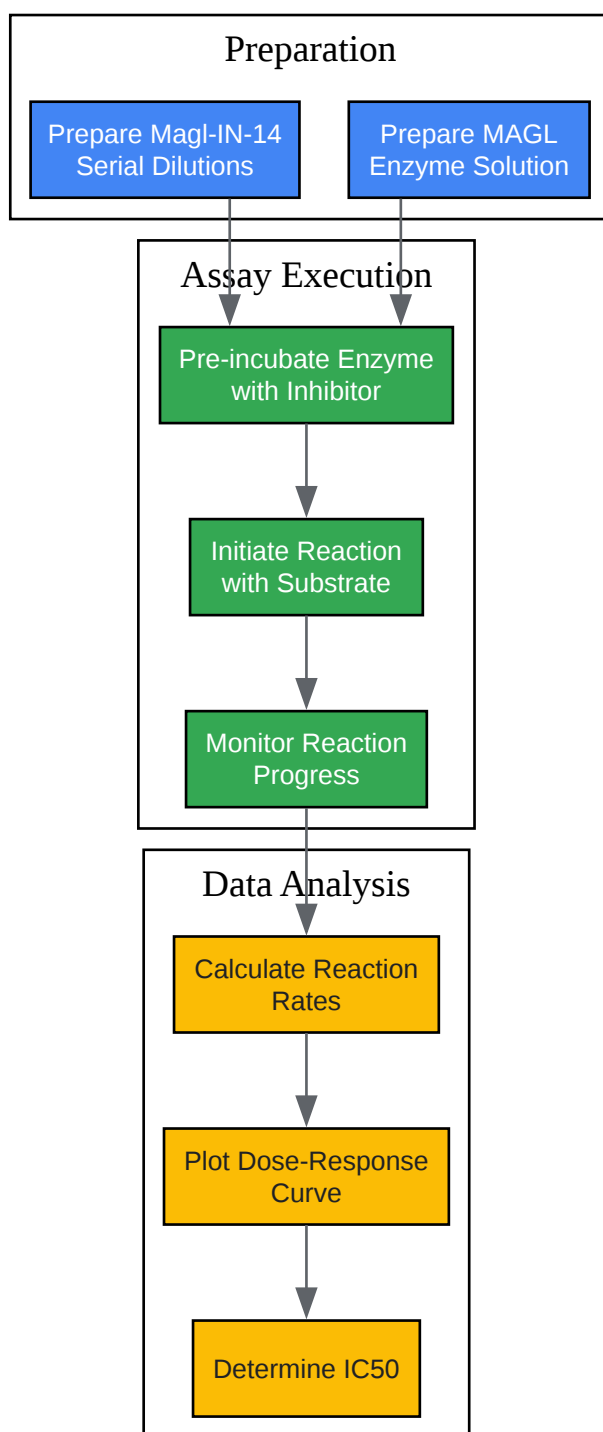 Preparation
Prepare Magl-IN-14
Serial Dilutions
Prepare MAGL
Enzyme Solution
Assay Execution
Pre-incubate Enzyme
with Inhibitor
Initiate Reaction
with Substrate
Monitor Reaction
Progress
Data Analysis
Calculate Reaction
Rates
Plot Dose-Response
Curve
Determine IC50